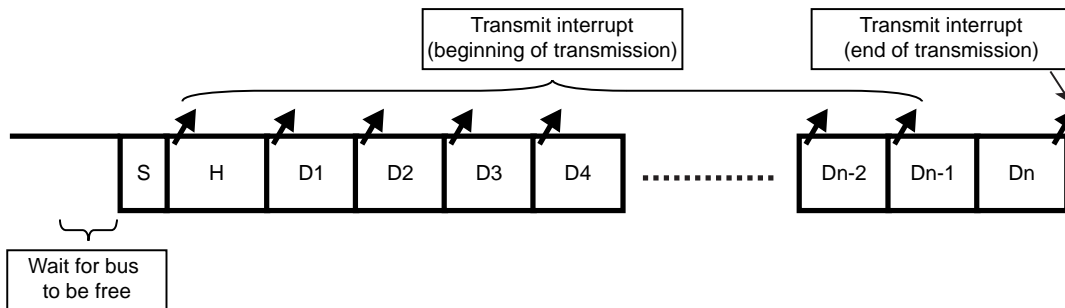 Transmit interrupt
(beginning of transmission)
Transmit interrupt
(end of transmission)
S H D1 D2 D3 D4 Dn-2 Dn-1 Dn
Wait for bus
to be free